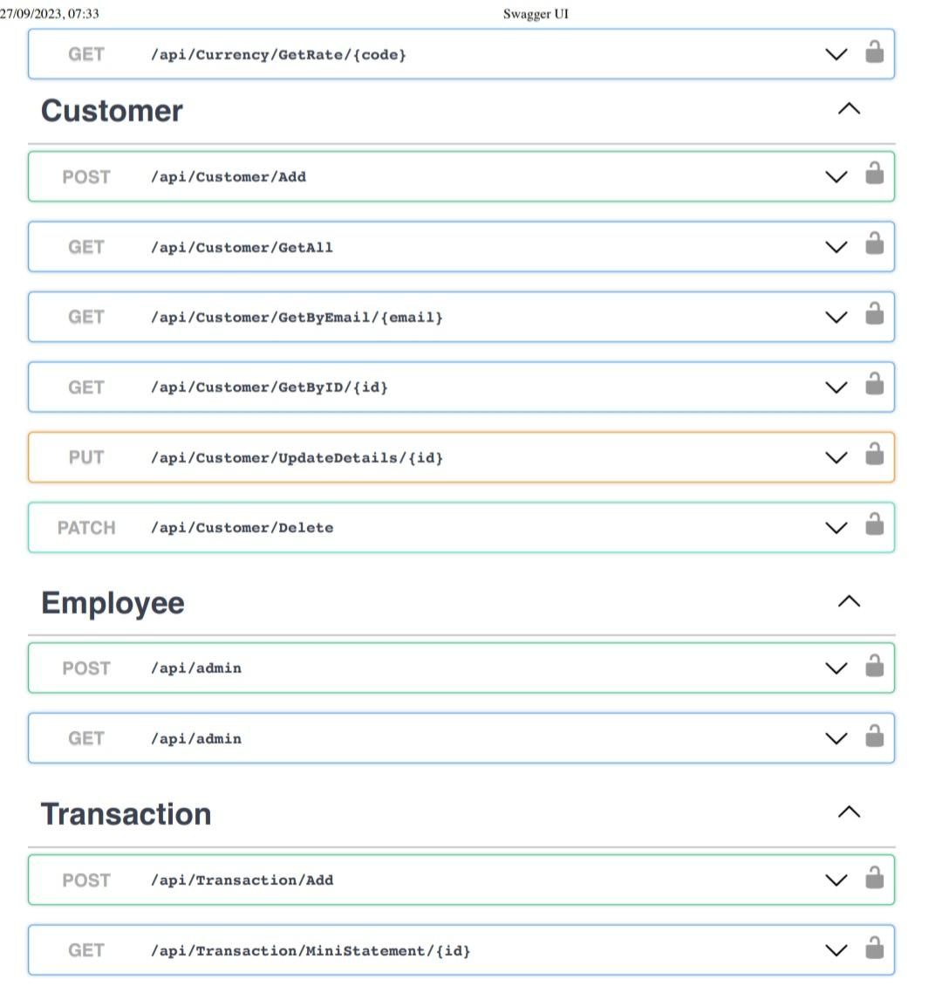 27/09/2023, 07:33 Swagger UI
GET /api/Currency/GetRate/{code}
Customer
POST /api/Customer/Add
GET /api/Customer/GetAll
GET /api/Customer/GetByEmail/{email}
GET /api/Customer/GetByID/{id}
PUT /api/Customer/UpdateDetails/{id}
PATCH /api/Customer/Delete
Employee
POST /api/admin
GET /api/admin
Transaction
POST /api/Transaction/Add
GET /api/Transaction/MiniStatement/{id}